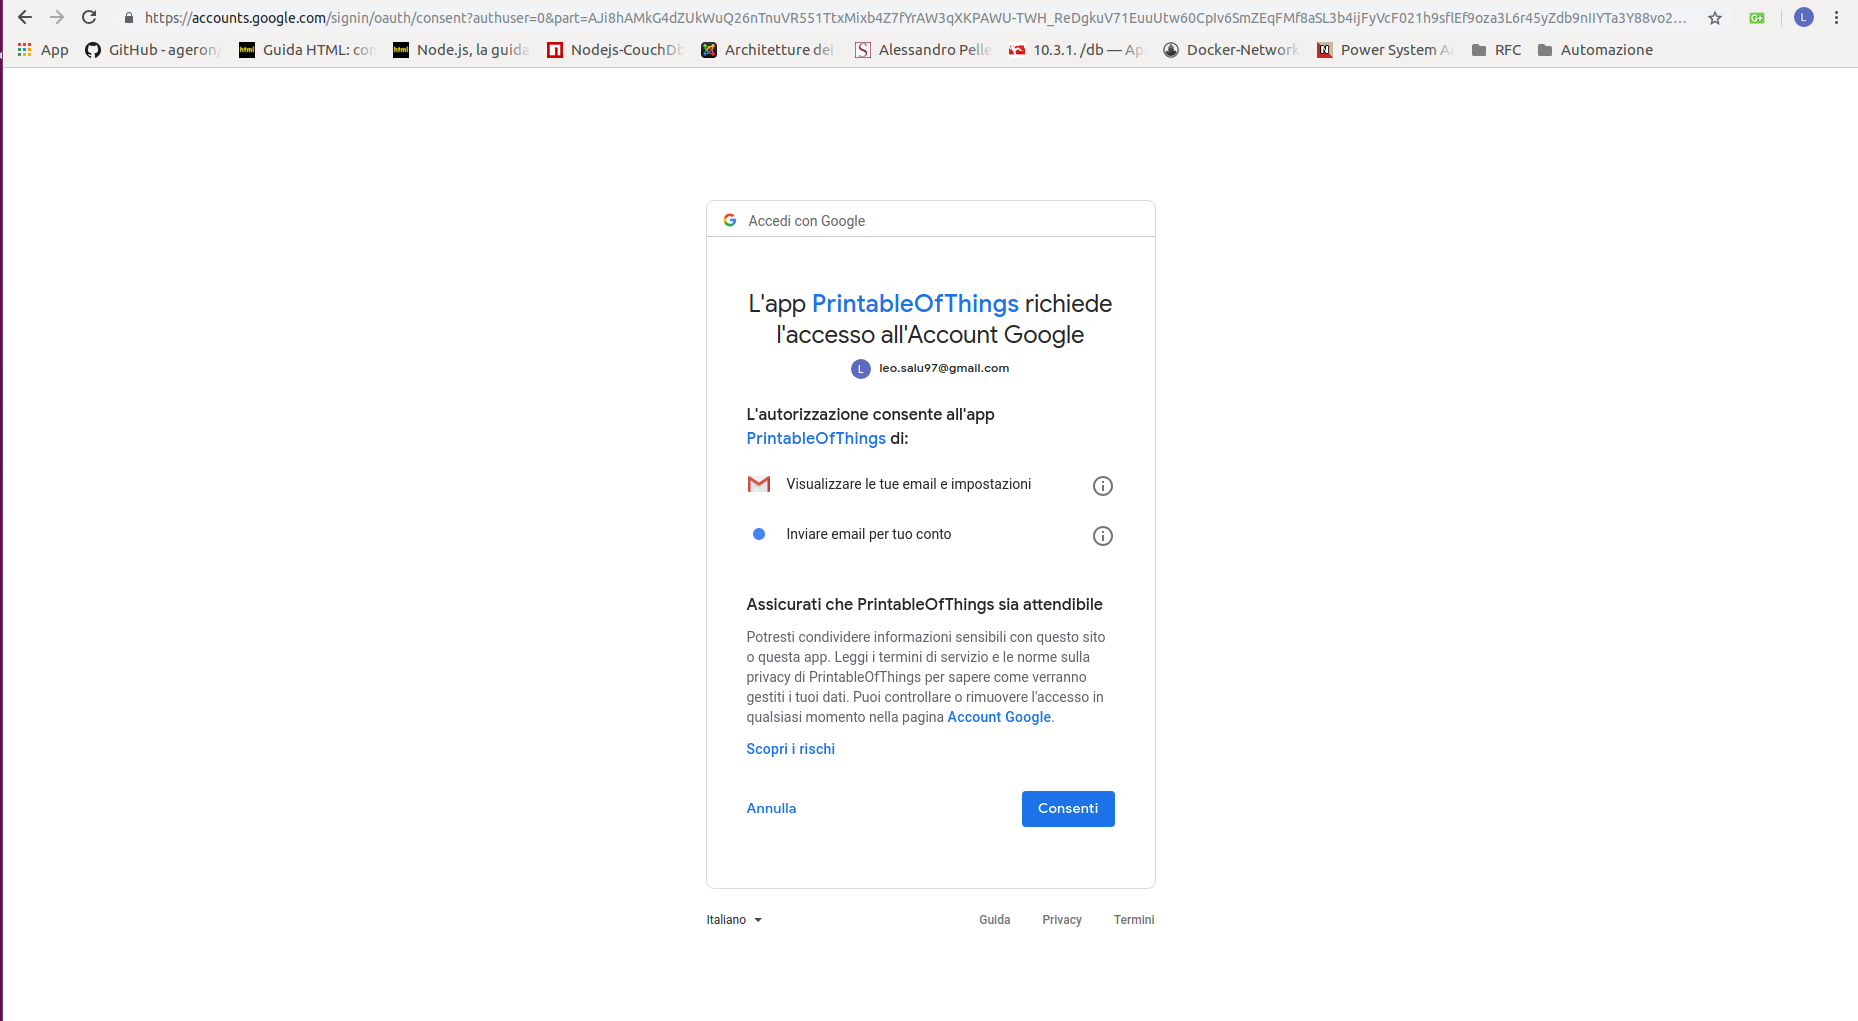 https://accounts.google.com/signin/oauth/consent?authuser=0&part=
App GitHub - ageron/ Guida HTML: con Node.js, la guida Nodejs-CouchDb Architetture dei Alessandro Pelle 10.3.1. /db — Ap Docker-Network Power System A RFC Automazione
L
Accedi con Google
L'app PrintableOfThings richiede
l'accesso all'Account Google
L leo.salu97@gmail.com
L'autorizzazione consente all'app
PrintableOfThings di:
Visualizzare le tue email e impostazioni
Inviare email per tuo conto
Assicurati che PrintableOfThings sia attendibile
Potresti condividere informazioni sensibili con questo sito
o questa app. Leggi i termini di servizio e le norme sulla
privacy di PrintableOfThings per sapere come verranno
gestiti i tuoi dati. Puoi controllare o rimuovere l'accesso in
qualsiasi momento nella pagina Account Google.
Scopri i rischi
Annulla Consenti
Italiano Guida Privacy Termini